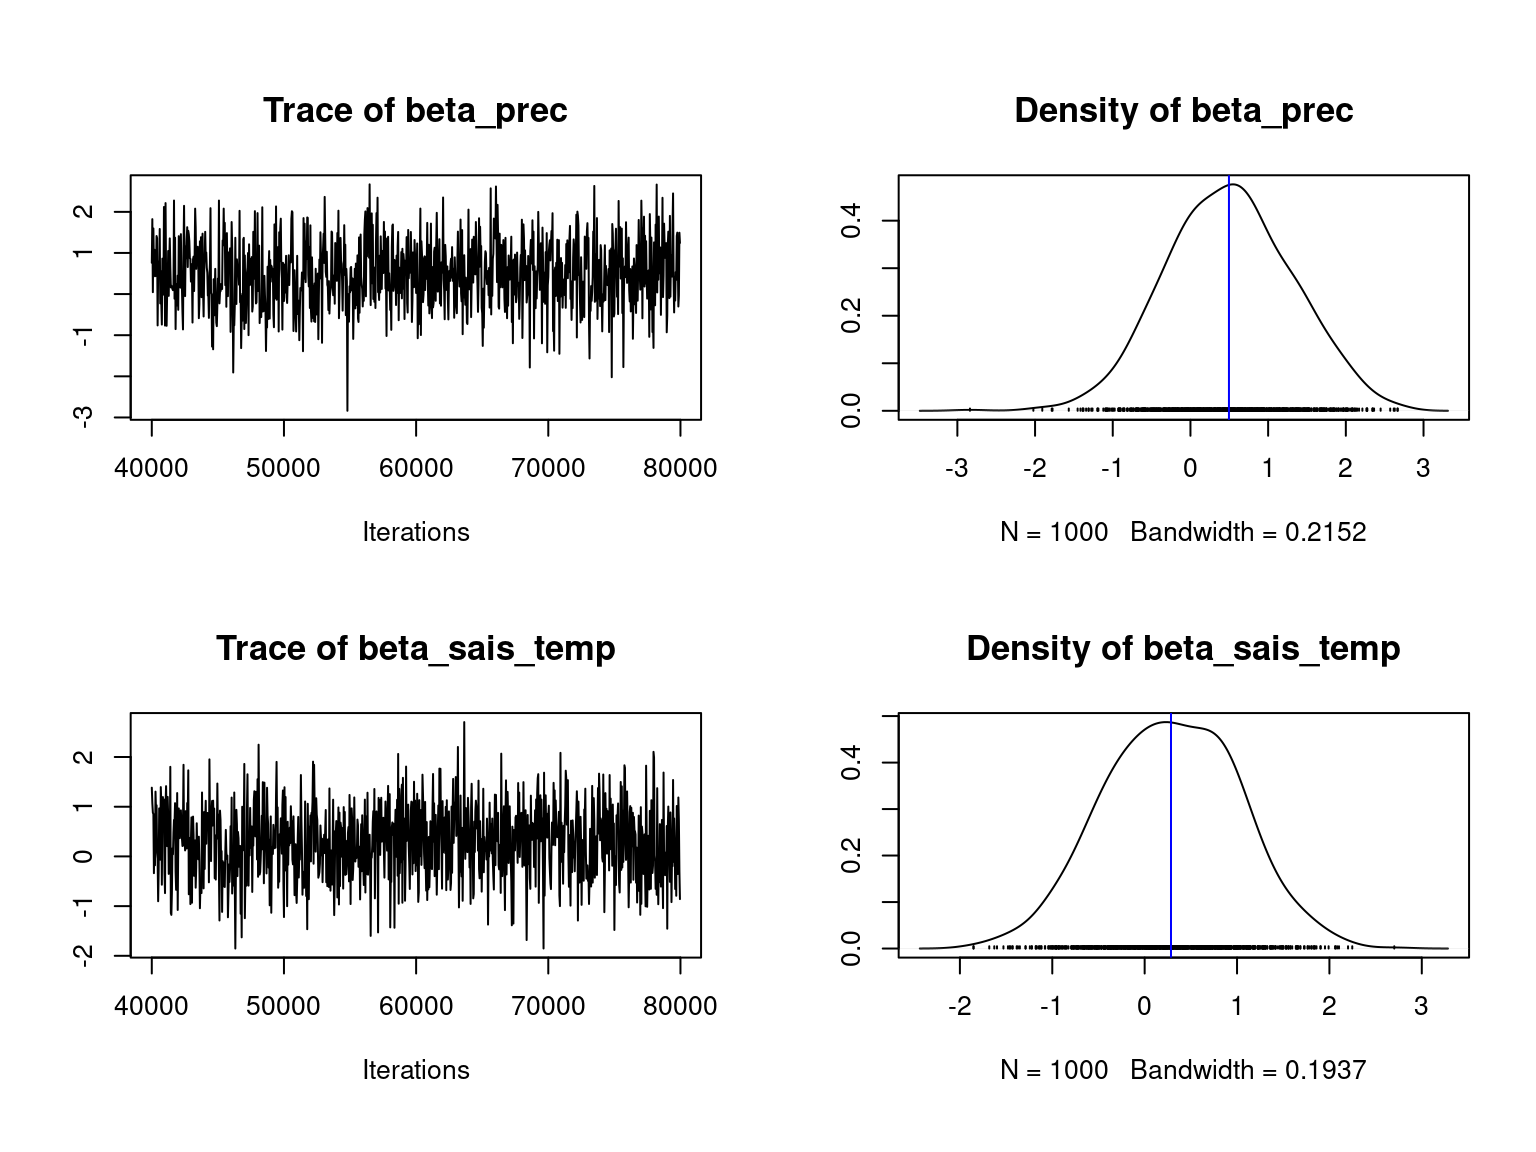 Trace of beta_prec
2
1
-1
-3
40000 50000 60000 70000 80000
Iterations
Density of beta_prec
0.4
0.2
0.0
-3 -2 -1 0 1 2 3
N = 1000 Bandwidth = 0.2152
Trace of beta_sais_temp
2
1
0
-1
-2
40000 50000 60000 70000 80000
Iterations
Density of beta_sais_temp
0.4
0.2
0.0
-2 -1 0 1 2 3
N = 1000 Bandwidth = 0.1937